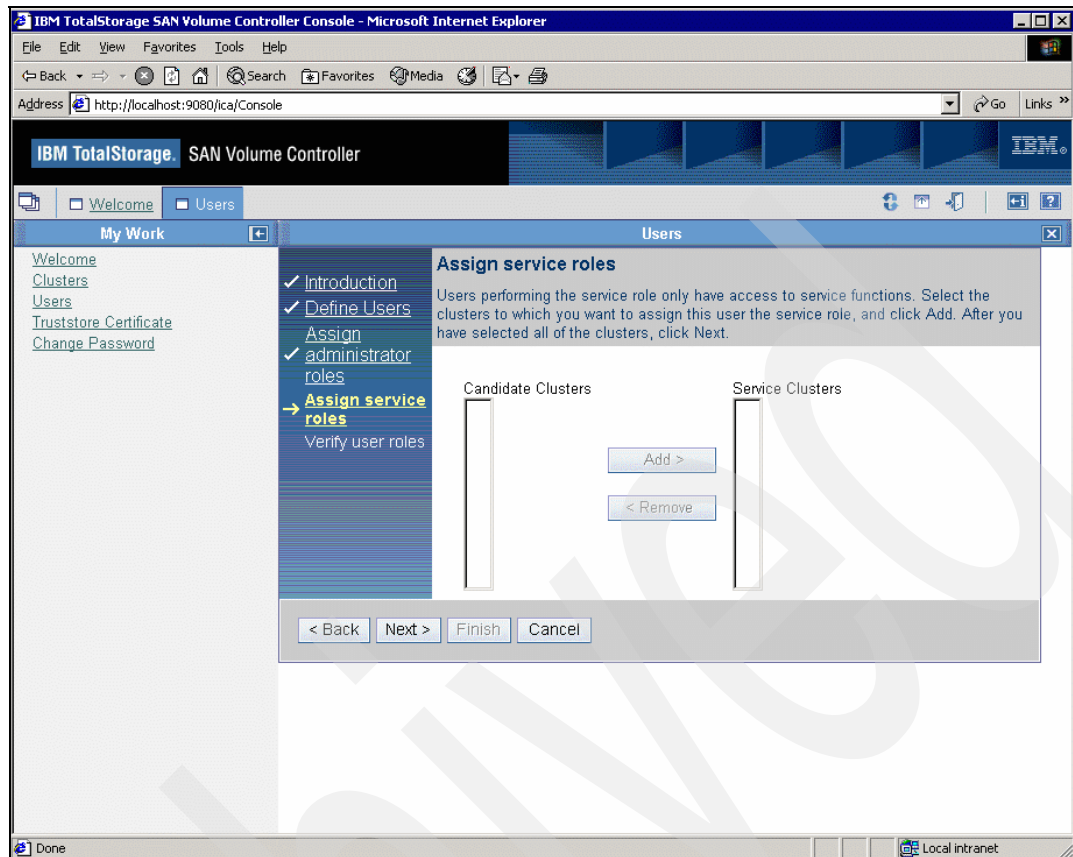 IBM TotalStorage SAN Volume Controller Console - Microsoft Internet Explorer
File Edit View Favorites Tools Help
Back Search Favorites Media
Address http://localhost:9080/ica/Console Go Links »
IBM TotalStorage. SAN Volume Controller IBM®
Welcome Users
My Work
Users
Welcome
Clusters
Users
Truststore Certificate
Change Password
Introduction
Define Users
Assign
administrator
roles
Assign service
roles
Verify user roles
Assign service roles
Users performing the service role only have access to service functions. Select the
clusters to which you want to assign this user the service role, and click Add. After you
have selected all of the clusters, click Next.
Candidate Clusters
Service Clusters
Add >
< Remove
< Back Next > Finish Cancel
Done Local intranet